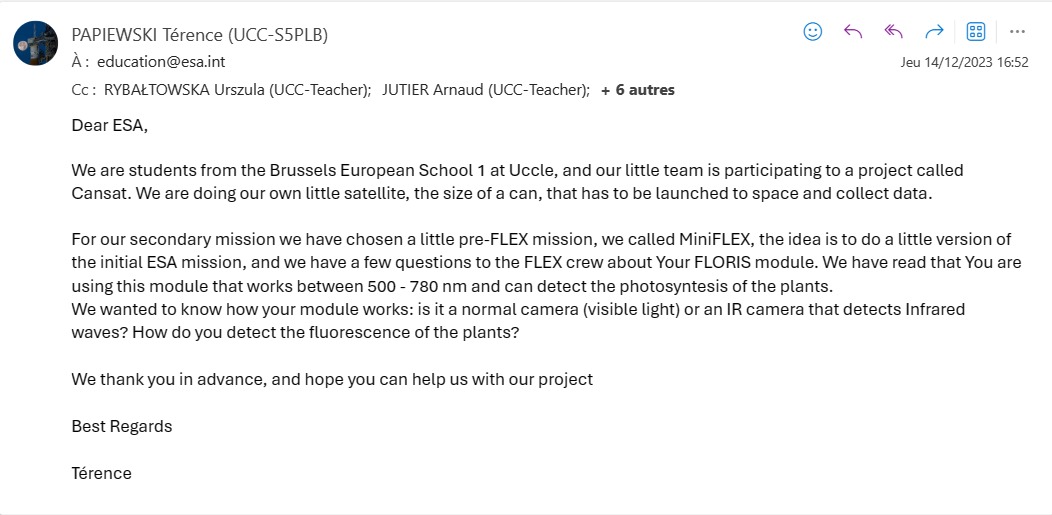 PAPIEWSKI Térence (UCC-S5PLB)
À : education@esa.int
Jeu 14/12/2023 16:52
Cc : RYBAŁTOWSKA Urszula (UCC-Teacher); JUTIER Arnaud (UCC-Teacher); + 6 autres
Dear ESA,
We are students from the Brussels European School 1 at Uccle, and our little team is participating to a project called
Cansat. We are doing our own little satellite, the size of a can, that has to be launched to space and collect data.
For our secondary mission we have chosen a little pre-FLEX mission, we called MiniFLEX, the idea is to do a little version of
the initial ESA mission, and we have a few questions to the FLEX crew about Your FLORIS module. We have read that You are
using this module that works between 500 - 780 nm and can detect the photosyntesis of the plants.
We wanted to know how your module works: is it a normal camera (visible light) or an IR camera that detects Infrared
waves? How do you detect the fluorescence of the plants?
We thank you in advance, and hope you can help us with our project
Best Regards
Térence